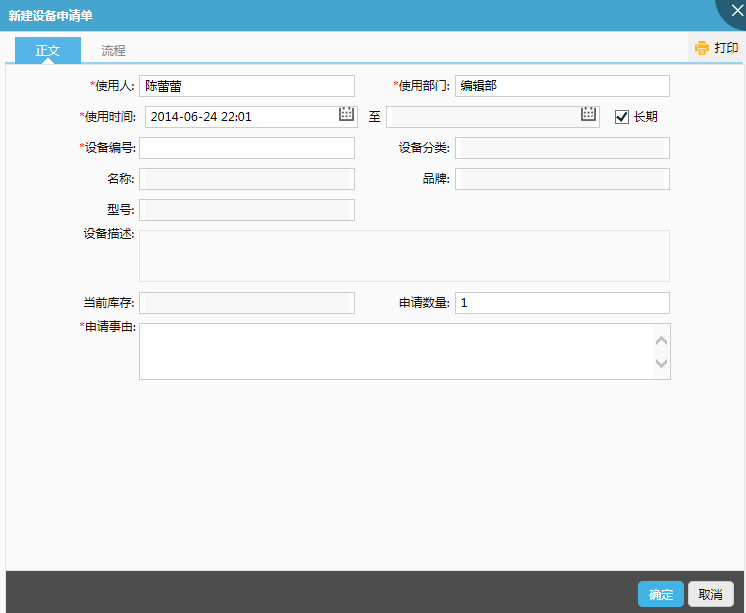 新建设备申请单
正文 流程 打印
*使用人: 陈蕾蕾 *使用部门: 编辑部
*使用时间: 2014-06-24 22:01 至 长期
*设备编号: 设备分类:
名称: 品牌:
型号:
设备描述:
当前库存: 申请数量: 1
*申请事由:
确定 取消